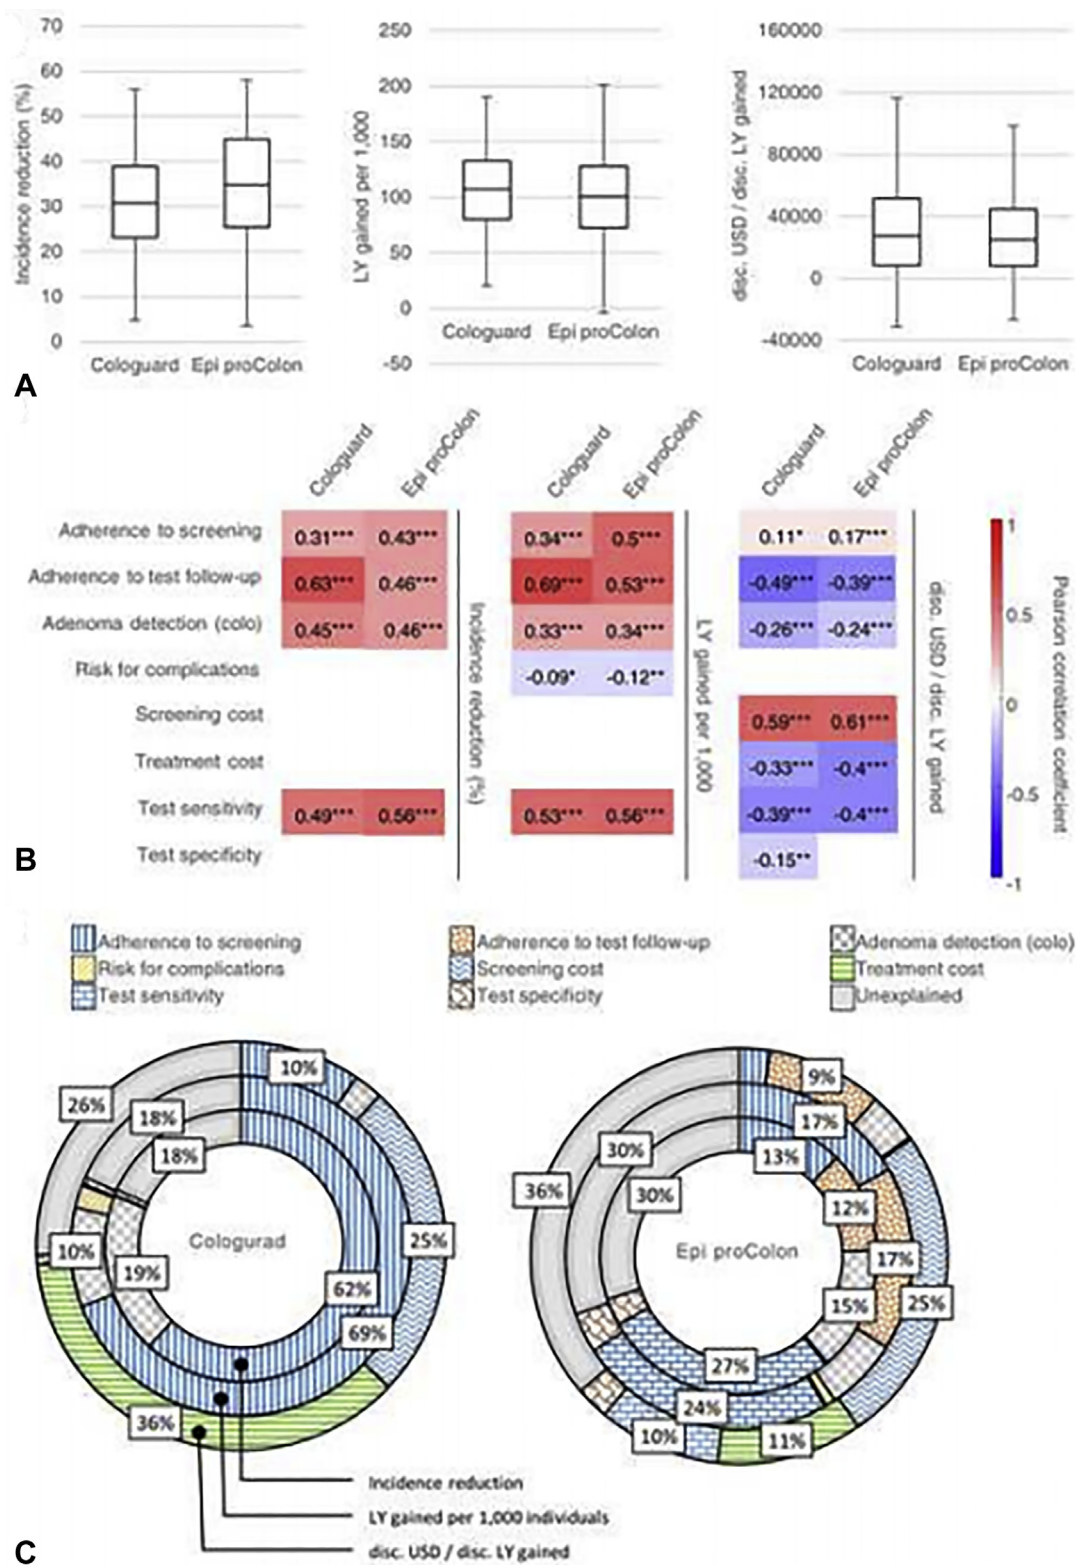 70
60
50
40
30
20
10
0
Incidence reduction (%)
Cologuard Epi proColon
250
200
150
100
50
0
-50
LY gained per 1,000
Cologuard Epi proColon
160000
120000
80000
40000
0
-40000
disc. USD / disc. LY gained
Cologuard Epi proColon
A
Cologuard Epi proColon Cologuard Epi proColon Cologuard Epi proColon
Adherence to screening 0.31*** 0.43*** 0.34*** 0.5*** 0.11* 0.17***
Adherence to test follow-up 0.63*** 0.46*** 0.69*** 0.53*** -0.49*** -0.39***
Adenoma detection (colo) 0.45*** 0.46*** 0.33*** 0.34*** -0.26*** -0.24***
Risk for complications -0.09* -0.12**
Screening cost 0.59*** 0.61***
Treatment cost -0.33*** -0.4***
Test sensitivity 0.49*** 0.56*** 0.53*** 0.56*** -0.39*** -0.4***
Test specificity -0.15**
Incidence reduction (%)
LY gained per 1,000
disc. USD / disc. LY gained
1
0.5
0
-0.5
-1
Pearson correlation coefficient
B
Adherence to screening Adherence to test follow-up Adenoma detection (colo)
Risk for complications Screening cost Treatment cost
Test sensitivity Test specificity Unexplained
10%
26%
18%
18%
25%
10%
19%
62%
69%
36%
Cologurad
9%
17%
13%
30%
36%
30%
12%
17%
15%
25%
27%
24%
10%
11%
Epi proColon
Incidence reduction
LY gained per 1,000 individuals
disc. USD / disc. LY gained
C